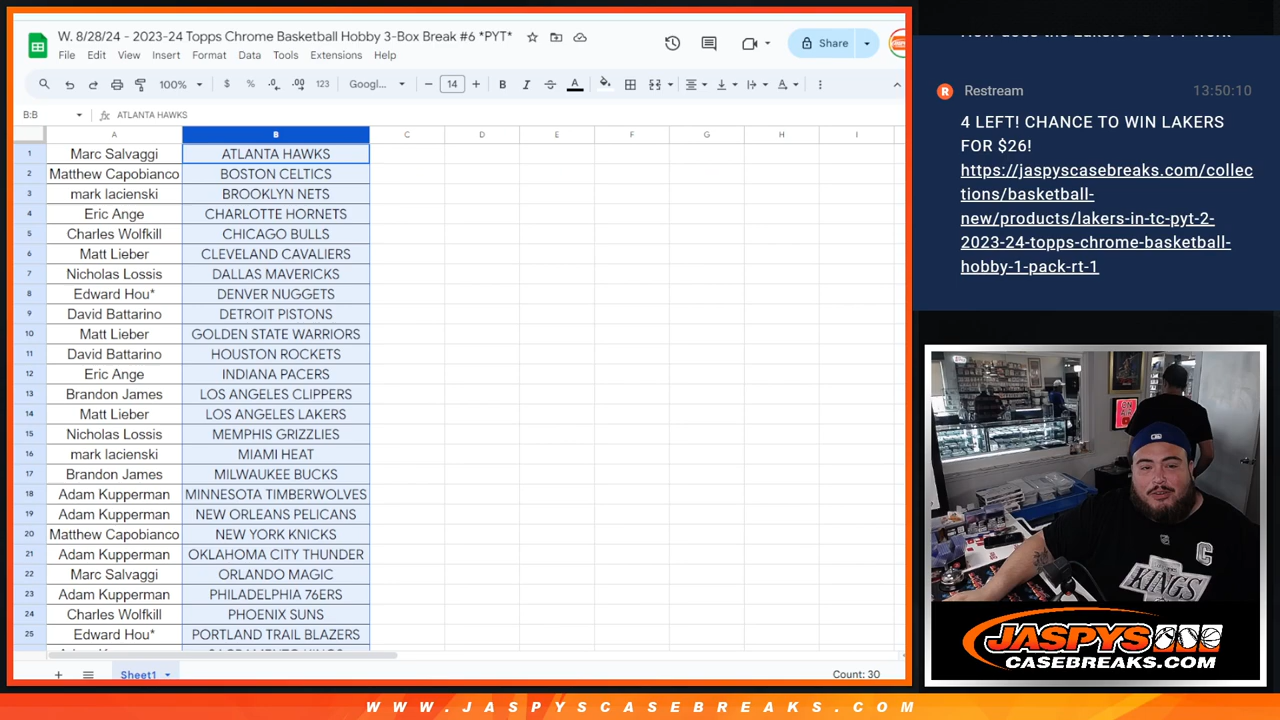 W. 8/28/24 - 2023-24 Topps Chrome Basketball Hobby 3-Box Break #6 *PYT*
File Edit View Insert Format Data Tools Extensions Help
Share
100% $ % .0 .00 123 Googl... 14 B I S A
B:B fx ATLANTA HAWKS
A B C D E F G H I
1 Marc Salvaggi ATLANTA HAWKS
2 Matthew Capobianco BOSTON CELTICS
3 mark lacienski BROOKLYN NETS
4 Eric Ange CHARLOTTE HORNETS
5 Charles Wolfkill CHICAGO BULLS
6 Matt Lieber CLEVELAND CAVALIERS
7 Nicholas Lossis DALLAS MAVERICKS
8 Edward Hou* DENVER NUGGETS
9 David Battarino DETROIT PISTONS
10 Matt Lieber GOLDEN STATE WARRIORS
11 David Battarino HOUSTON ROCKETS
12 Eric Ange INDIANA PACERS
13 Brandon James LOS ANGELES CLIPPERS
14 Matt Lieber LOS ANGELES LAKERS
15 Nicholas Lossis MEMPHIS GRIZZLIES
16 mark lacienski MIAMI HEAT
17 Brandon James MILWAUKEE BUCKS
18 Adam Kupperman MINNESOTA TIMBERWOLVES
19 Adam Kupperman NEW ORLEANS PELICANS
20 Matthew Capobianco NEW YORK KNICKS
21 Adam Kupperman OKLAHOMA CITY THUNDER
22 Marc Salvaggi ORLANDO MAGIC
23 Adam Kupperman PHILADELPHIA 76ERS
24 Charles Wolfkill PHOENIX SUNS
25 Edward Hou* PORTLAND TRAIL BLAZERS
Sheet1
Count: 30
Restream 13:50:10
4 LEFT! CHANCE TO WIN LAKERS
FOR $26!
https://jaspyscasebreaks.com/collec
tions/basketball-
new/products/lakers-in-tc-pyt-2-
2023-24-topps-chrome-basketball-
hobby-1-pack-rt-1
ON
AIR
C
KINGS
JASPYS
CASEBREAKS.COM
WWW.JASPYSCASEBREAKS.COM